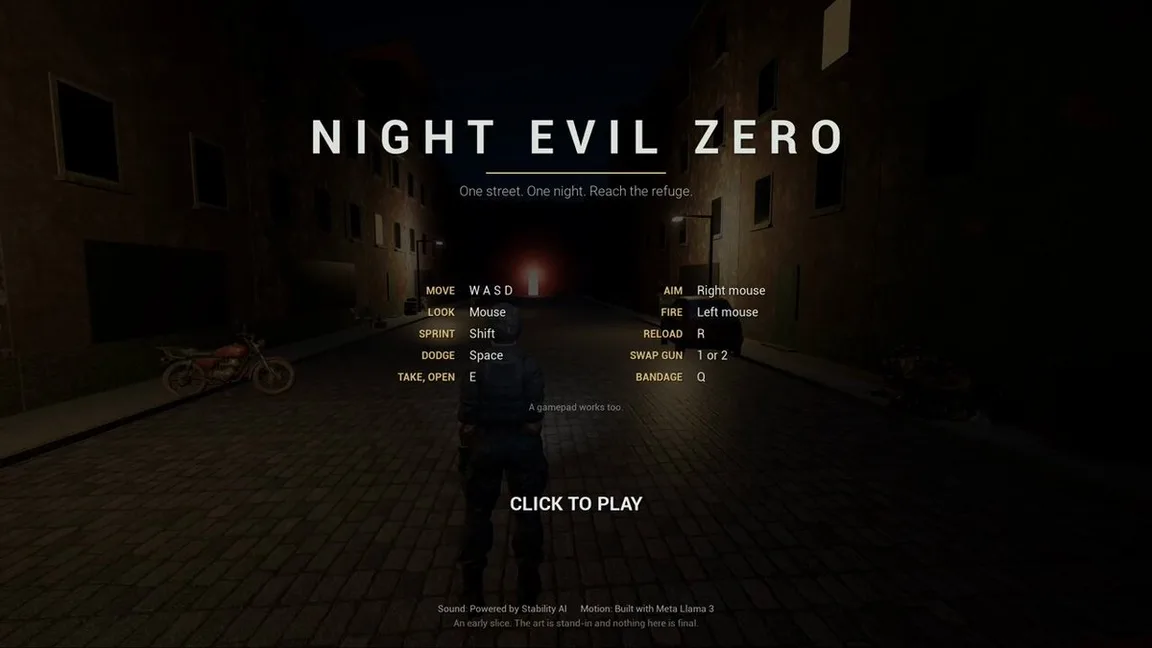 NIGHT EVIL ZERO
One street. One night. Reach the refuge.
MOVE W A S D
LOOK Mouse
SPRINT Shift
DODGE Space
TAKE, OPEN E
AIM Right mouse
FIRE Left mouse
RELOAD R
SWAP GUN 1 or 2
BANDAGE Q
A gamepad works too.
CLICK TO PLAY
Sound: Powered by Stability AI Motion: Built with Meta Llama 3
An early slice. The art is stand-in and nothing here is final.